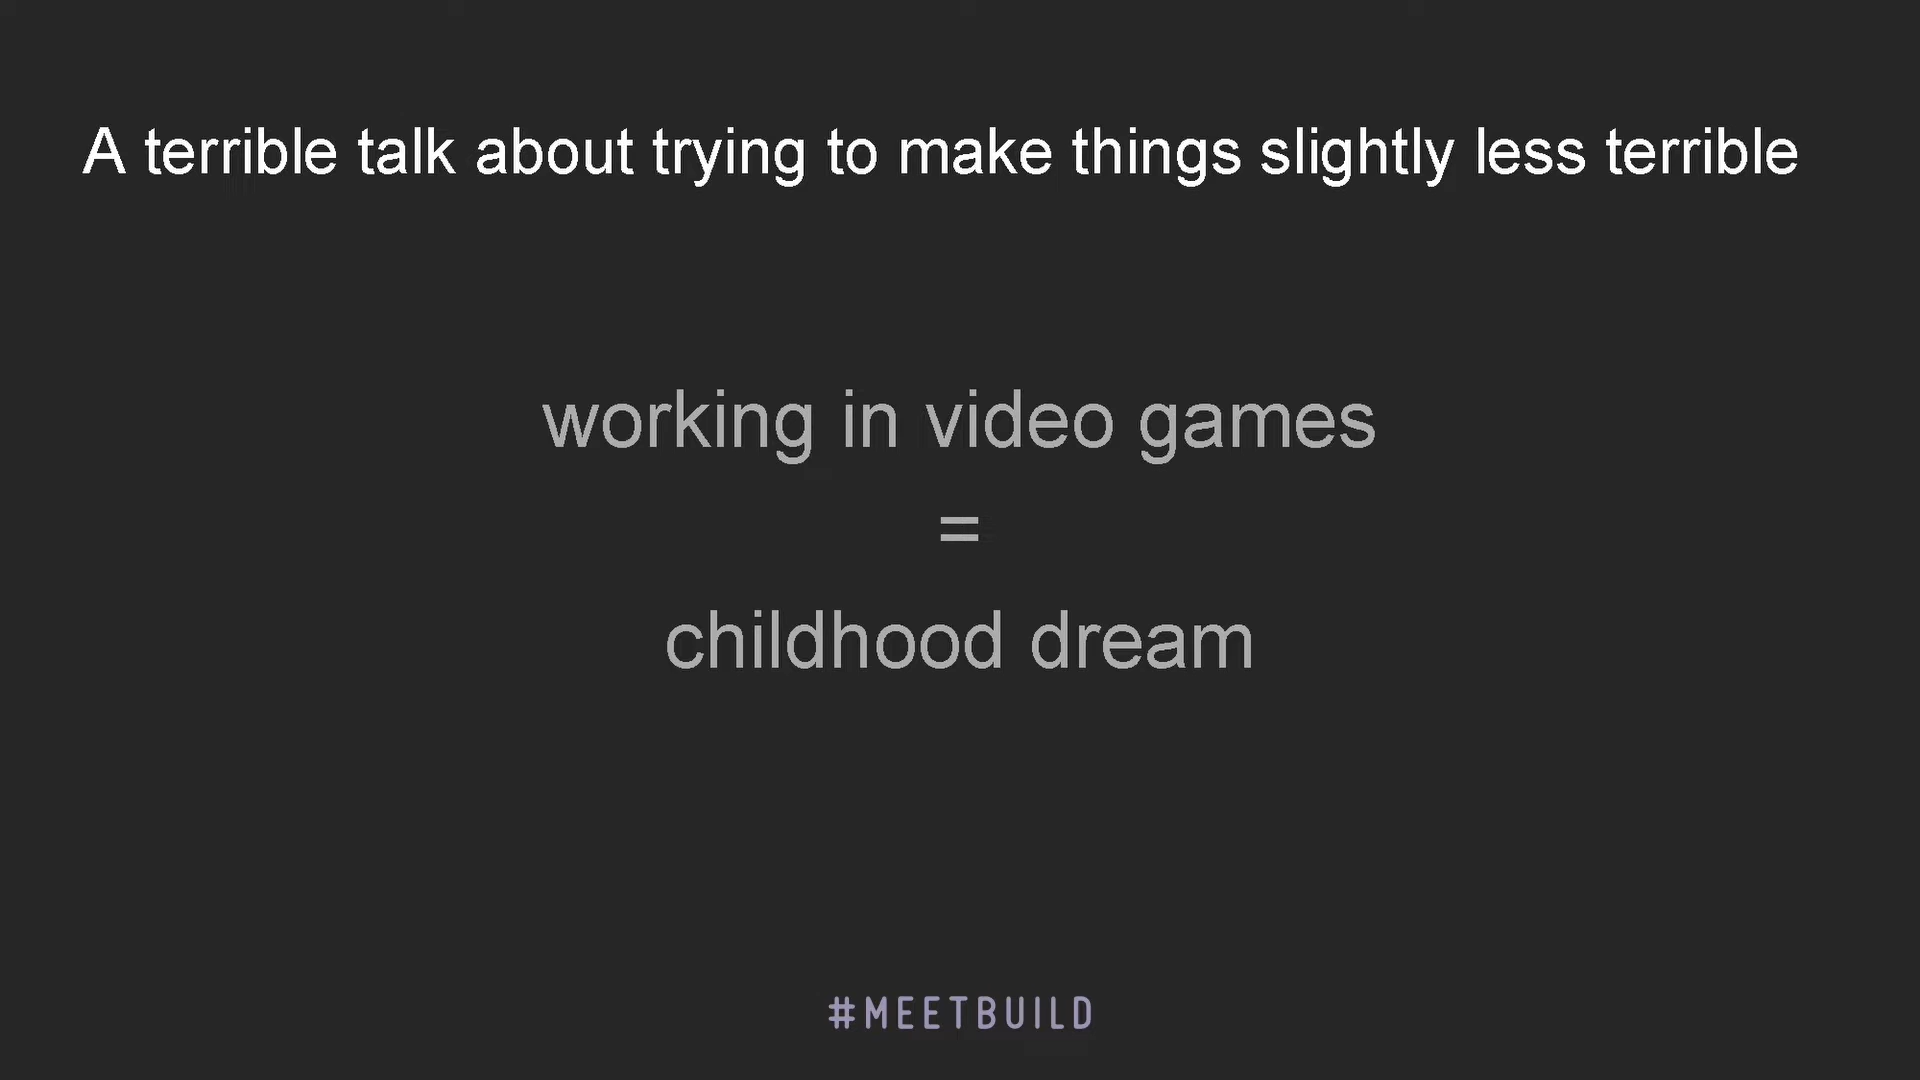 A terrible talk about trying to make things slightly less terrible
working in video games
=
childhood dream
#MEETBUILD